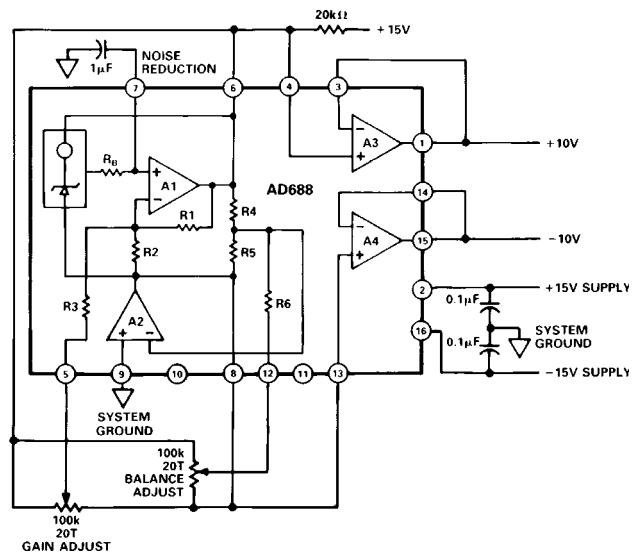 20kΩ
+15V
NOISE
REDUCTION
1µF
7
6
4
3
A3
1
+10V
RB
A1
AD688
14
R1
R4
A4
15
−10V
R2
R5
R3
R6
2
+15V SUPPLY
0.1µF
A2
16
SYSTEM
GROUND
0.1µF
−15V SUPPLY
5
9
10
8
12
11
13
SYSTEM
GROUND
100k
20T
BALANCE
ADJUST
100k
20T
GAIN ADJUST